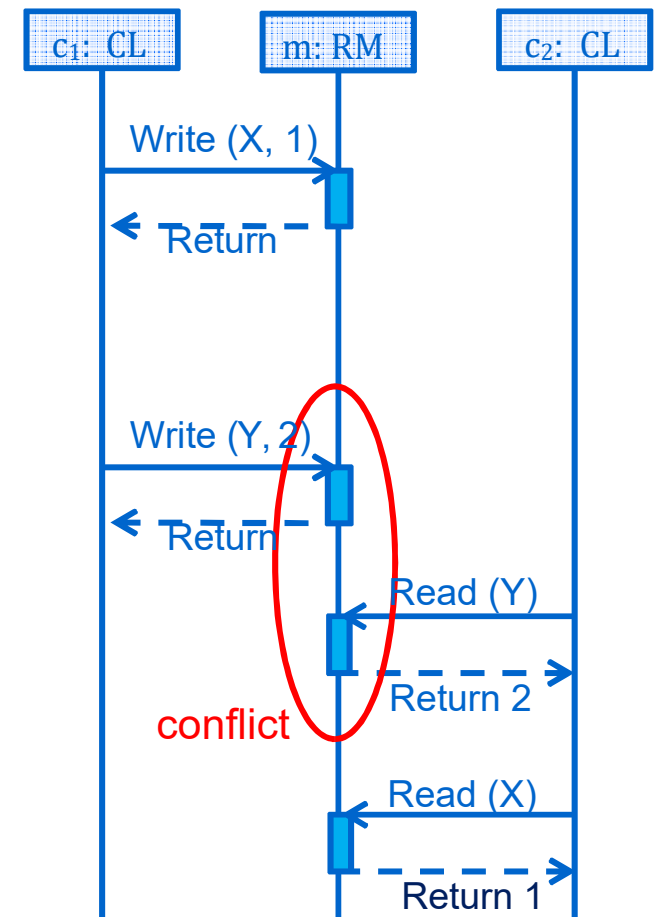 c₁: CL
m: RM
c₂: CL
Write (X, 1)
Return
Write (Y, 2)
Return
Read (Y)
Return 2
conflict
Read (X)
Return 1